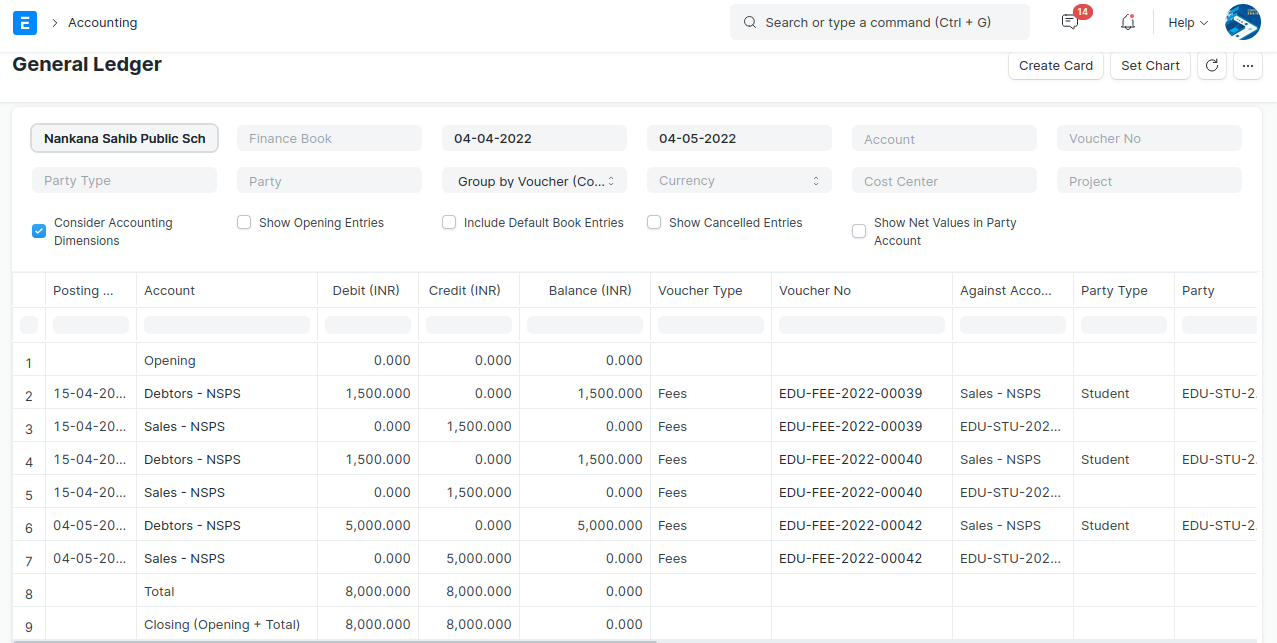 E > Accounting Search or type a command (Ctrl + G) 14 Help
General Ledger Create Card Set Chart ...
Nankana Sahib Public Sch Finance Book 04-04-2022 04-05-2022 Account Voucher No
Party Type Party Group by Voucher (Co... Currency Cost Center Project
Consider Accounting Dimensions Show Opening Entries Include Default Book Entries Show Cancelled Entries Show Net Values in Party Account
Posting ... Account Debit (INR) Credit (INR) Balance (INR) Voucher Type Voucher No Against Acco... Party Type Party
1 Opening 0.000 0.000 0.000
2 15-04-20... Debtors - NSPS 1,500.000 0.000 1,500.000 Fees EDU-FEE-2022-00039 Sales - NSPS Student EDU-STU-2
3 15-04-20... Sales - NSPS 0.000 1,500.000 0.000 Fees EDU-FEE-2022-00039 EDU-STU-202...
4 15-04-20... Debtors - NSPS 1,500.000 0.000 1,500.000 Fees EDU-FEE-2022-00040 Sales - NSPS Student EDU-STU-2
5 15-04-20... Sales - NSPS 0.000 1,500.000 0.000 Fees EDU-FEE-2022-00040 EDU-STU-202...
6 04-05-20... Debtors - NSPS 5,000.000 0.000 5,000.000 Fees EDU-FEE-2022-00042 Sales - NSPS Student EDU-STU-2
7 04-05-20... Sales - NSPS 0.000 5,000.000 0.000 Fees EDU-FEE-2022-00042 EDU-STU-202...
8 Total 8,000.000 8,000.000 0.000
9 Closing (Opening + Total) 8,000.000 8,000.000 0.000